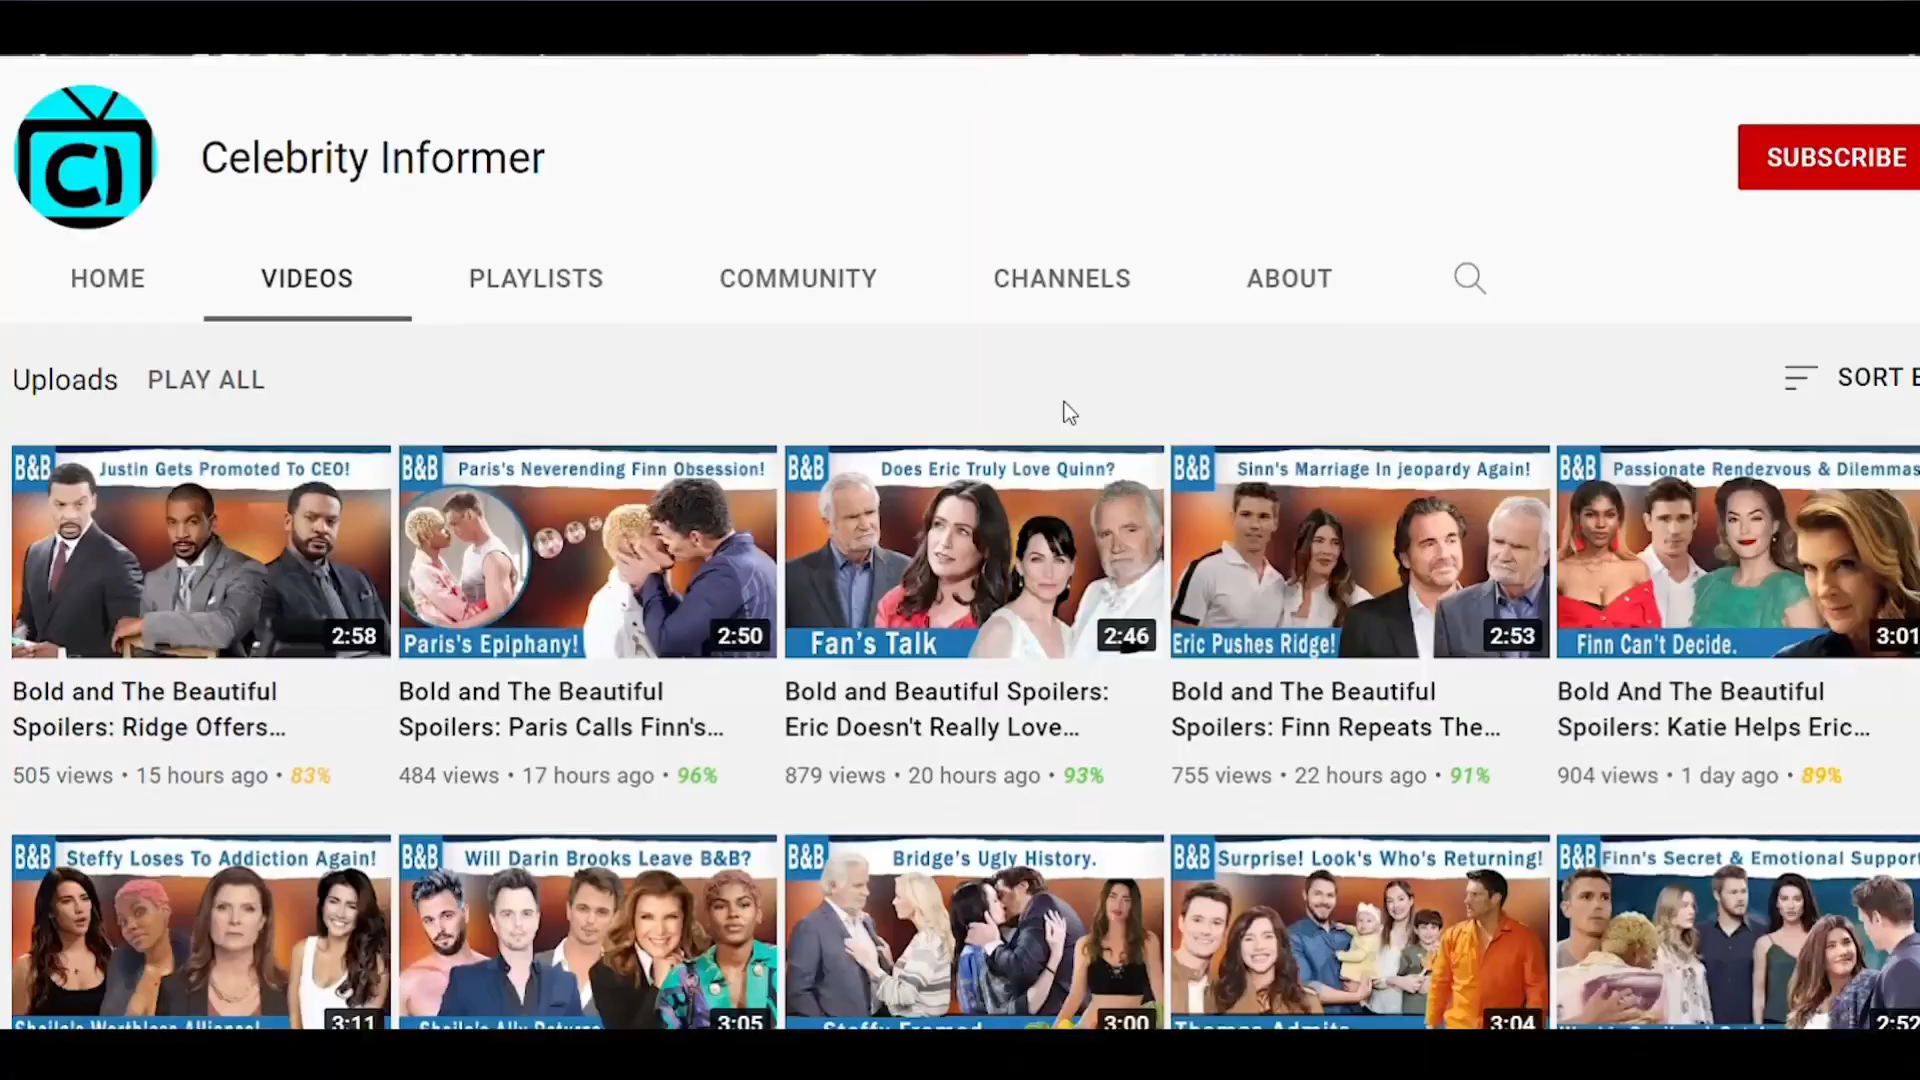 CI
Celebrity Informer
SUBSCRIBE
HOME VIDEOS PLAYLISTS COMMUNITY CHANNELS ABOUT
Uploads PLAY ALL
SORT
B&B Justin Gets Promoted To CEO!
2:58
B&B Paris's Neverending Finn Obsession!
Paris's Epiphany!
2:50
B&B Does Eric Truly Love Quinn?
Fan's Talk
2:46
B&B Sinn's Marriage In jeopardy Again!
Eric Pushes Ridge!
2:53
B&B Passionate Rendezvous & Dilemmas
Finn Can't Decide.
3:01
Bold and The Beautiful
Spoilers: Ridge Offers...
505 views • 15 hours ago • 83%
Bold and The Beautiful
Spoilers: Paris Calls Finn's...
484 views • 17 hours ago • 96%
Bold and Beautiful Spoilers:
Eric Doesn't Really Love...
879 views • 20 hours ago • 93%
Bold and The Beautiful
Spoilers: Finn Repeats The...
755 views • 22 hours ago • 91%
Bold And The Beautiful
Spoilers: Katie Helps Eric...
904 views • 1 day ago • 89%
B&B Steffy Loses To Addiction Again!
3:11
B&B Will Darin Brooks Leave B&B?
3:05
B&B Bridge's Ugly History.
3:00
B&B Surprise! Look's Who's Returning!
3:04
B&B Finn's Secret & Emotional Support
2:52